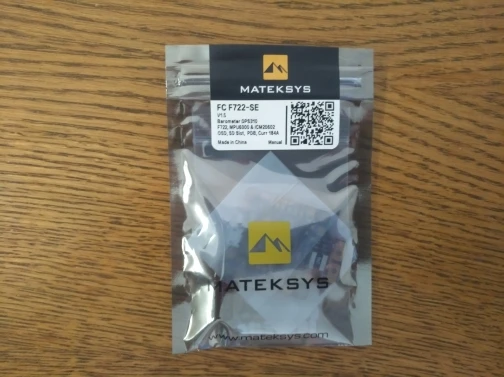 MATEKSYS
FC F722-SE
V1.0
Barometer DPS310
F722, MPU6000 & ICM20602
OSD, SD Slot, PDB, Curr 184A
Made in China Manual
MATEKSYS
www.mateksys.com